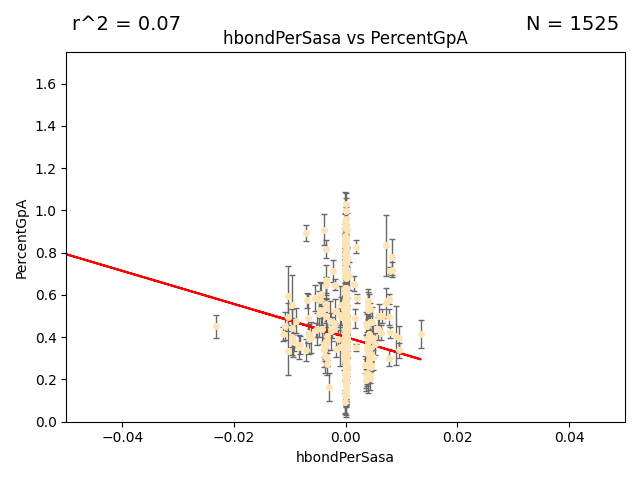 r^2 = 0.07
N = 1525
hbondPerSasa vs PercentGpA
PercentGpA
1.6
1.4
1.2
1.0
0.8
0.6
0.4
0.2
0.0
−0.04
−0.02
0.00
0.02
0.04
hbondPerSasa